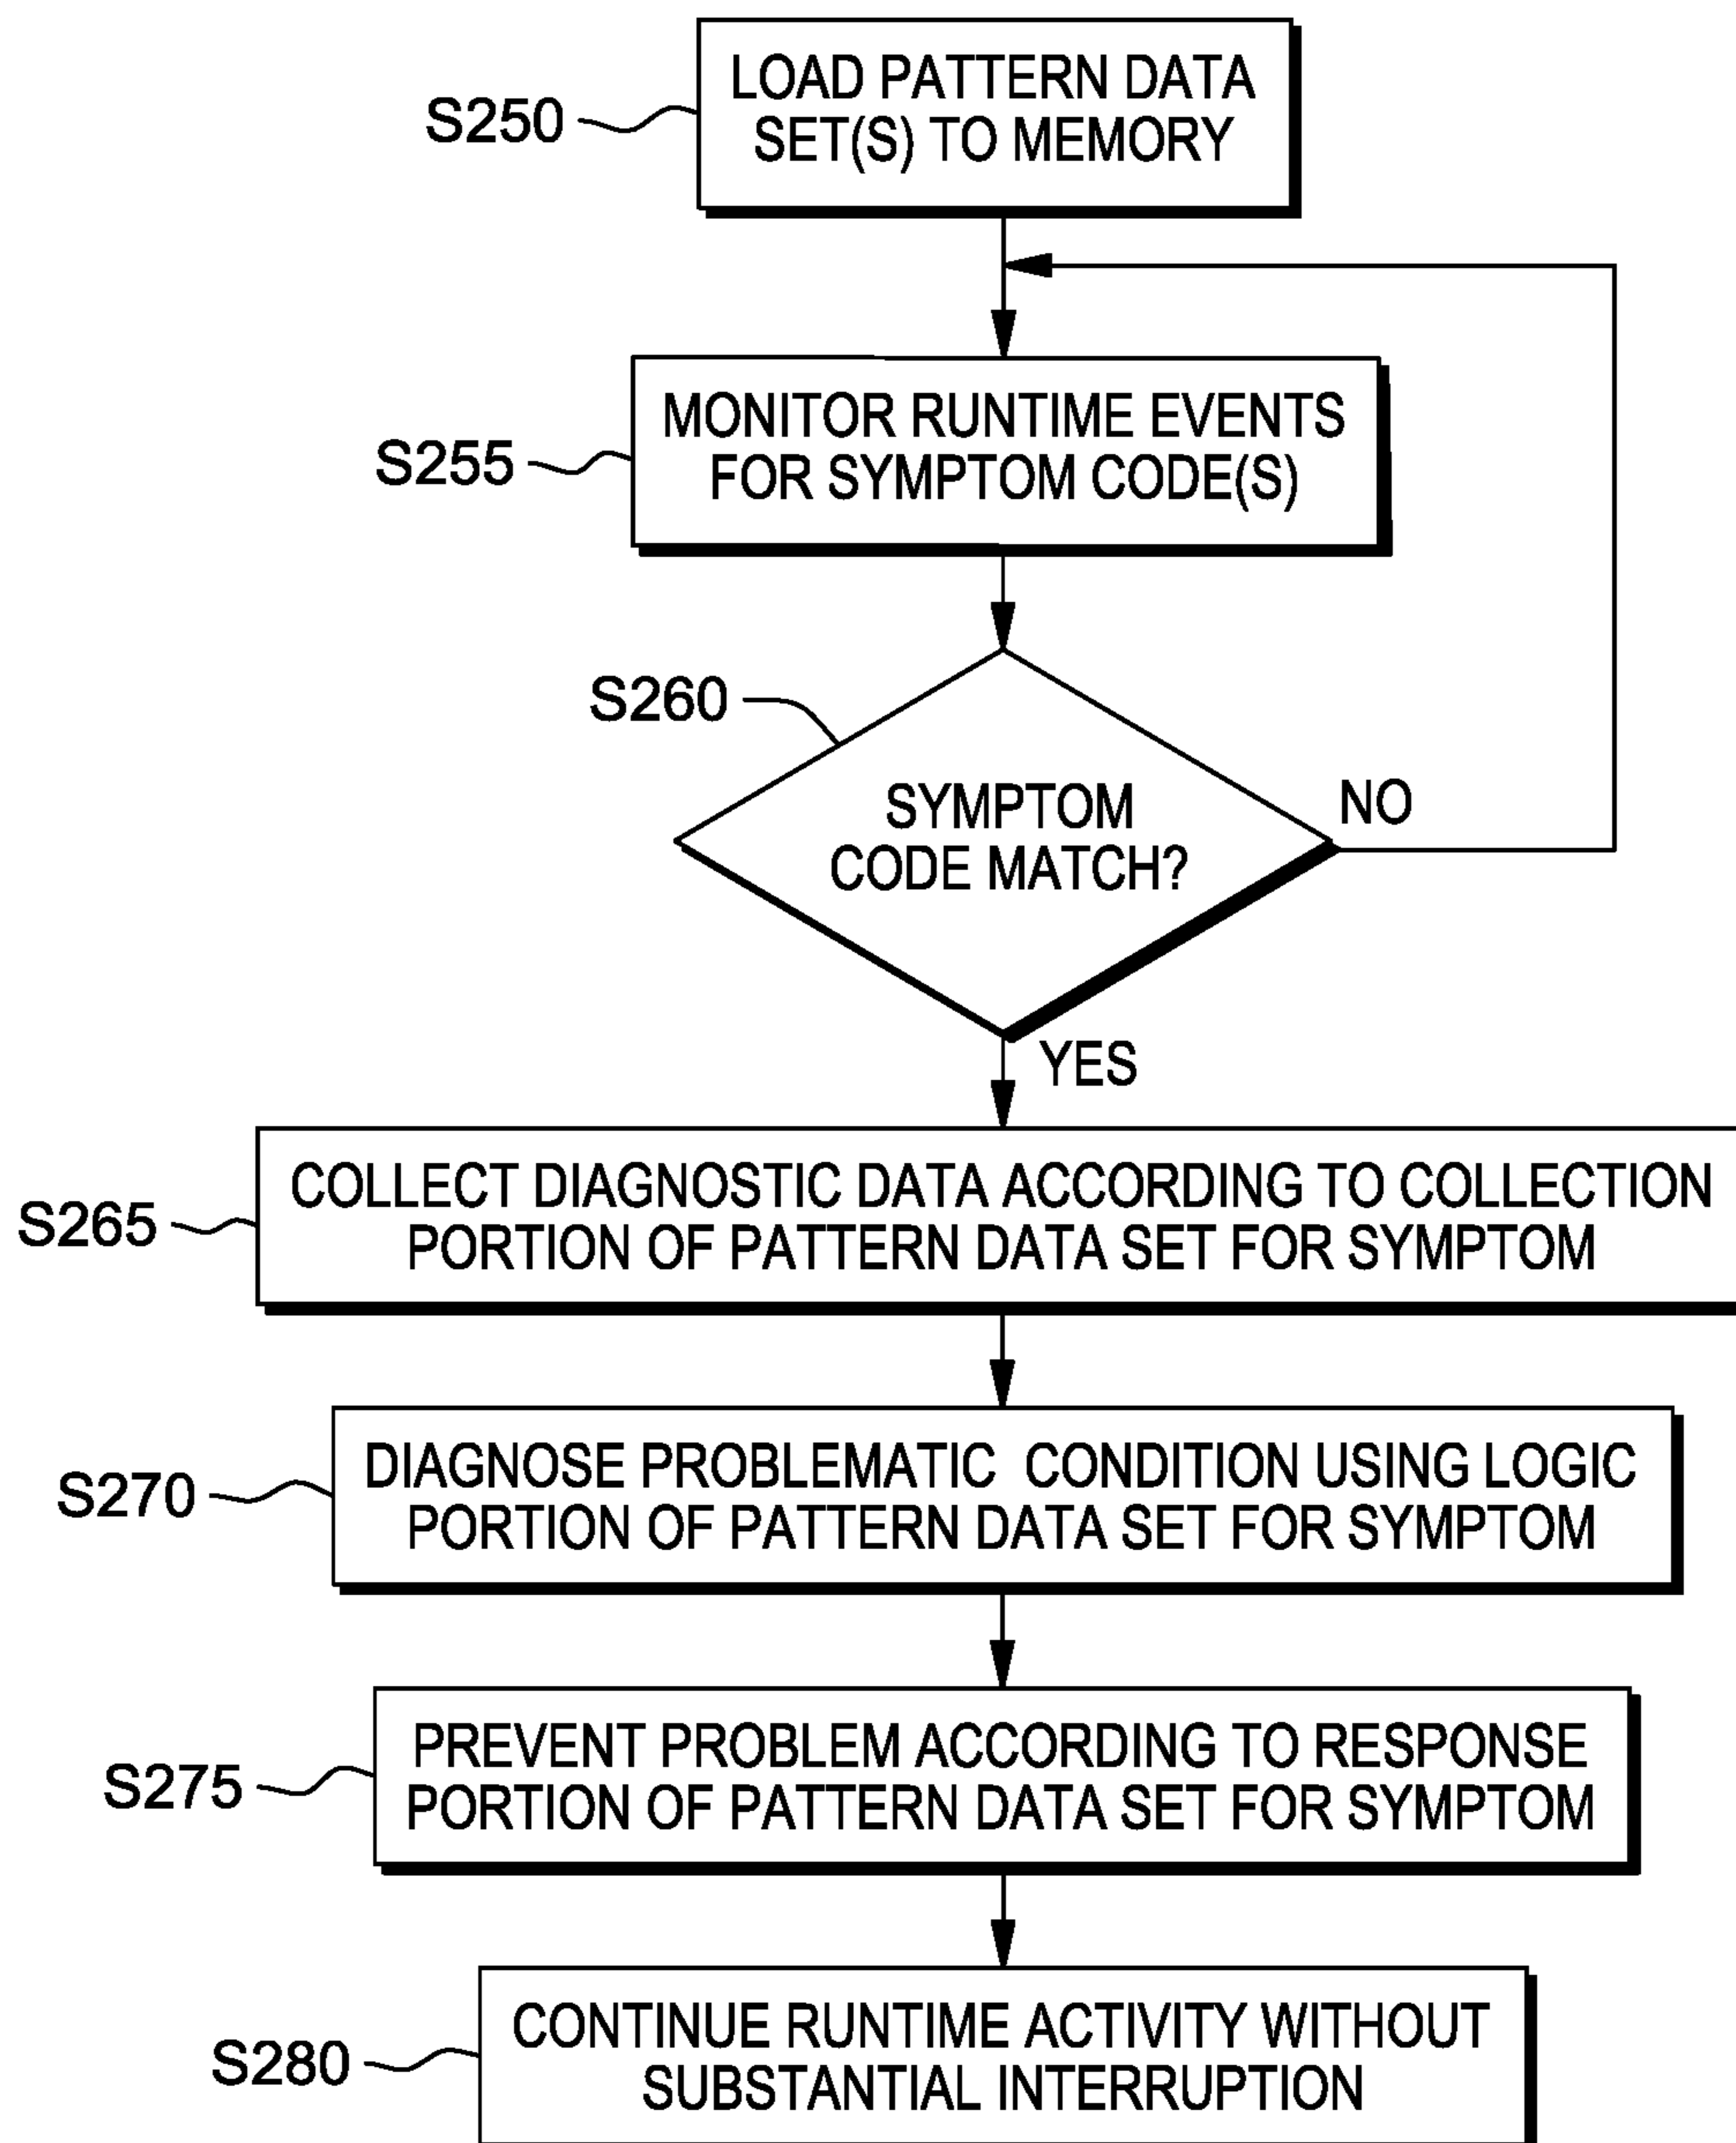 LOAD PATTERN DATA
SET(S) TO MEMORY
S250
MONITOR RUNTIME EVENTS
FOR SYMPTOM CODE(S)
S255
S260
SYMPTOM
CODE MATCH?
NO
YES
COLLECT DIAGNOSTIC DATA ACCORDING TO COLLECTION
PORTION OF PATTERN DATA SET FOR SYMPTOM
S265
DIAGNOSE PROBLEMATIC CONDITION USING LOGIC
PORTION OF PATTERN DATA SET FOR SYMPTOM
S270
PREVENT PROBLEM ACCORDING TO RESPONSE
PORTION OF PATTERN DATA SET FOR SYMPTOM
S275
CONTINUE RUNTIME ACTIVITY WITHOUT
SUBSTANTIAL INTERRUPTION
S280